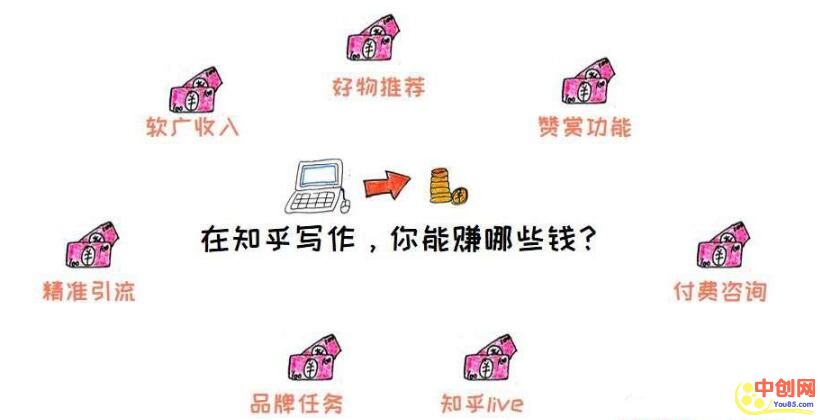 好物推荐
软广收入
赞赏功能
在知乎写作，你能赚哪些钱？
精准引流
付费咨询
品牌任务
知乎live
中创网
You85.com